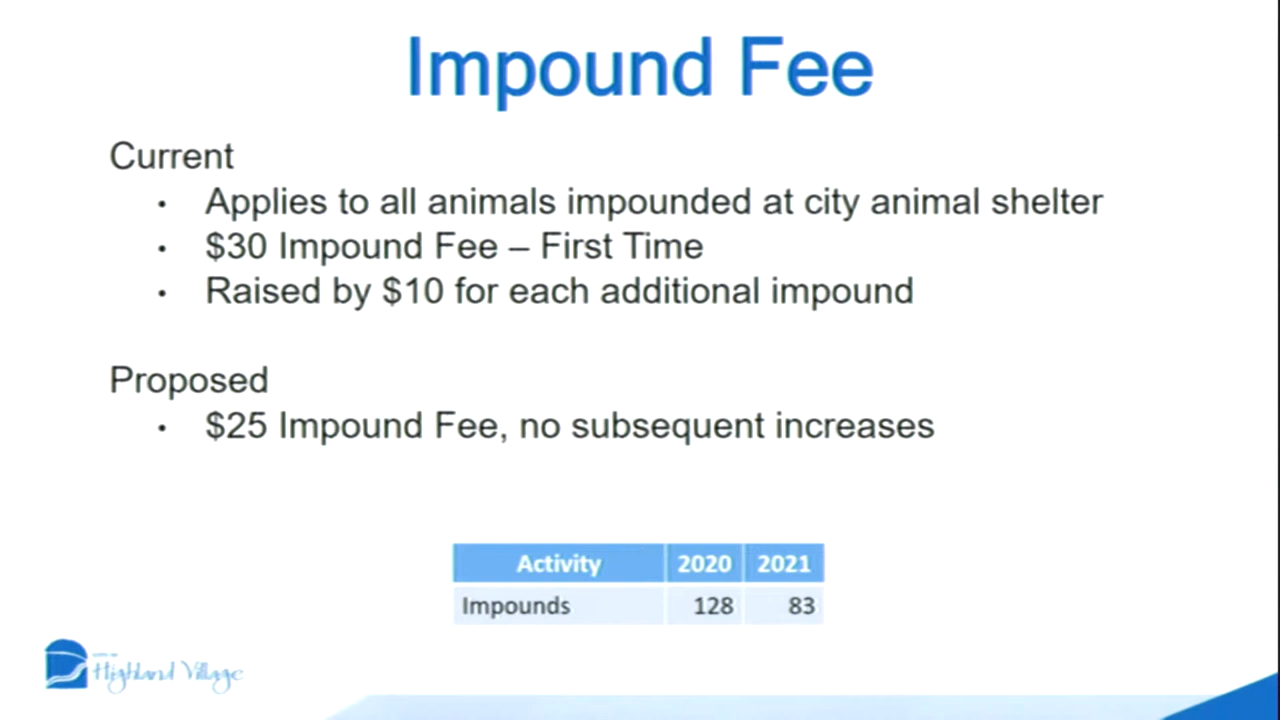 Impound Fee
Current
• Applies to all animals impounded at city animal shelter
• $30 Impound Fee – First Time
• Raised by $10 for each additional impound
Proposed
• $25 Impound Fee, no subsequent increases
Activity 2020 2021
Impounds 128 83
Highland Village